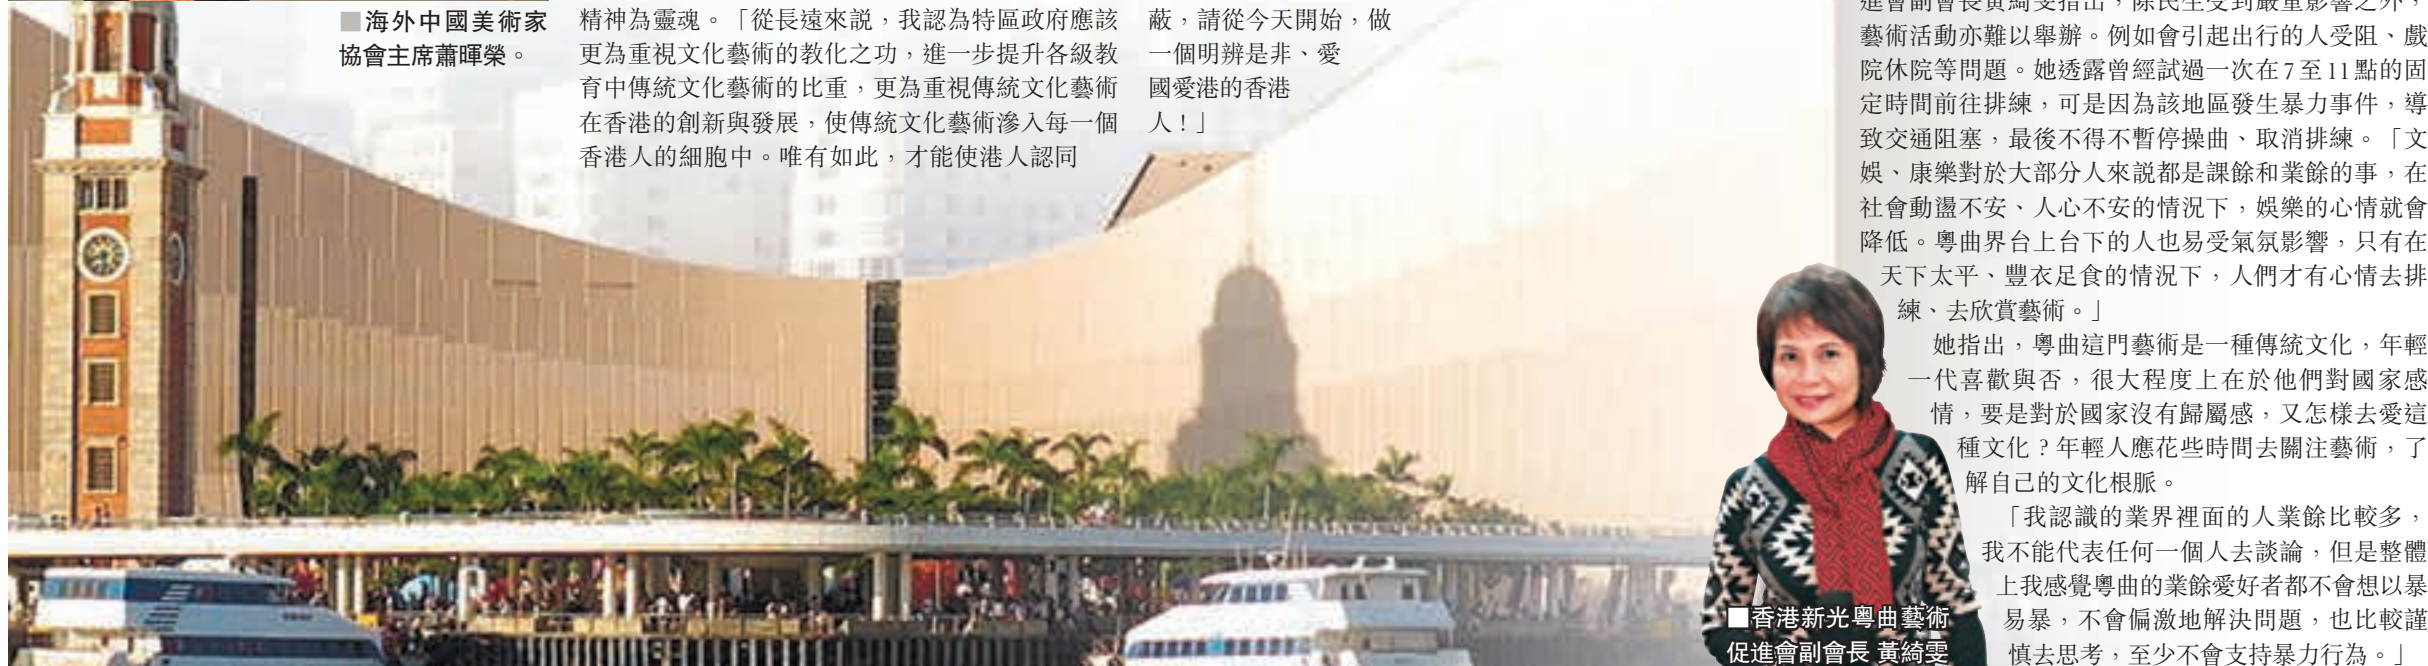 ■海外中國美術家
協會主席蕭暉榮。
精神為靈魂。「從長遠來說，我認為特區政府應該
更為重視文化藝術的教化之功，進一步提升各級教
育中傳統文化藝術的比重，更為重視傳統文化藝術
在香港的創新與發展，使傳統文化藝術滲入每一個
香港人的細胞中。唯有如此，才能使港人認同
蔽，請從今天開始，做
一個明辨是非、愛
國愛港的香港
人！」
進會副會長黃綺雯指出，除民生受到嚴重影響之外，
藝術活動亦難以舉辦。例如會引起出行的人受阻、戲
院休院等問題。她透露曾經試過一次在7至11點的固
定時間前往排練，可是因為該地區發生暴力事件，導
致交通阻塞，最後不得不暫停操曲、取消排練。「文
娛、康樂對於大部分人來說都是課餘和業餘的事，在
社會動盪不安、人心不安的情況下，娛樂的心情就會
降低。粵曲界台上台下的人也易受氣氛影響，只有在
天下太平、豐衣足食的情況下，人們才有心情去排
練、去欣賞藝術。」
她指出，粵曲這門藝術是一種傳統文化，年輕
一代喜歡與否，很大程度上在於他們對國家感
情，要是對於國家沒有歸屬感，又怎樣去愛這
種文化？年輕人應花些時間去關注藝術，了
解自己的文化根脈。
「我認識的業界裡面的人業餘比較多，
我不能代表任何一個人去談論，但是整體
上我感覺粵曲的業餘愛好者都不會想以暴
易暴，不會偏激地解決問題，也比較謹
慎去思考，至少不會支持暴力行為。」
■香港新光粵曲藝術
促進會副會長 黃綺雯